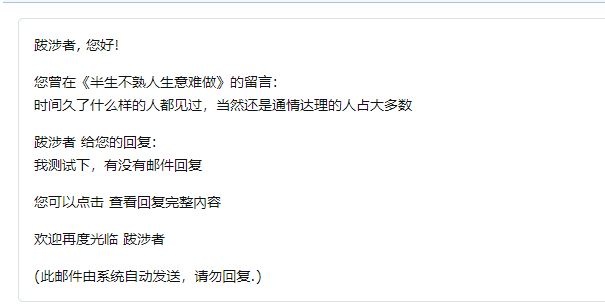 跋涉者, 您好!
您曾在《半生不熟人生意难做》的留言:
时间久了什么样的人都见过，当然还是通情达理的人占大多数
跋涉者 给您的回复:
我测试下，有没有邮件回复
您可以点击 查看回复完整内容
欢迎再度光临 跋涉者
(此邮件由系统自动发送，请勿回复.)